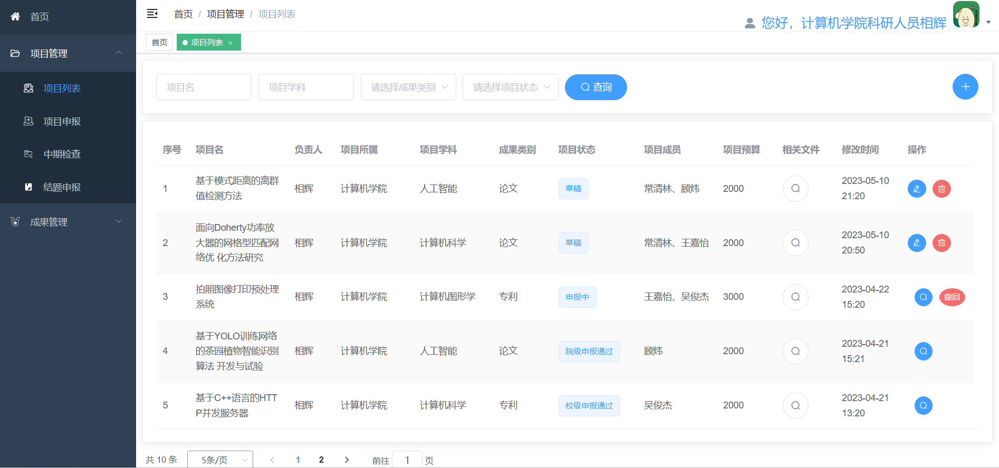 首页
项目管理
项目列表
项目申报
中期检查
结题申报
成果管理
首页 / 项目管理 / 项目列表
您好，计算机学院科研人员相辉
首页
项目列表 ×
项目名
项目学科
请选择成果类别
请选择项目状态
查询
序号 项目名 负责人 项目所属 项目学科 成果类别 项目状态 项目成员 项目预算 相关文件 修改时间 操作
1 基于模式距离的离群 相辉 计算机学院 人工智能 论文 草稿 常清林、顾炜 2000 2023-05-10
值检测方法 21:20
2 面向Doherty功率放 相辉 计算机学院 计算机科学 论文 草稿 常清林、王嘉怡 2000 2023-05-10
大器的网格型匹配网 20:50
络优 化方法研究
3 拍照图像打印预处理 相辉 计算机学院 计算机图形学 专利 申报中 王嘉怡、吴俊杰 3000 2023-04-22 撤回
系统 15:20
4 基于YOLO训练网络 相辉 计算机学院 人工智能 论文 院级申报通过 顾炜 2000 2023-04-21
的茶园植物智能识别 15:21
算法 开发与试验
5 基于C++语言的HTT 相辉 计算机学院 计算机科学 专利 校级申报通过 吴俊杰 2000 2023-04-21
P并发服务器 13:20
共 10 条 5条/页 1 2 前往 1 页